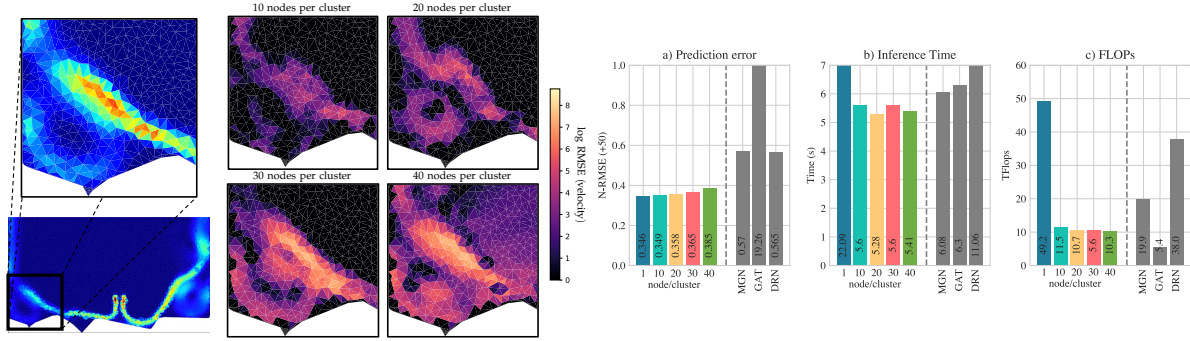 10 nodes per cluster
20 nodes per cluster
30 nodes per cluster
40 nodes per cluster
8
7
6
5
4
3
2
1
0
log RMSE (velocity)
a) Prediction error
N-RMSE (+50)
1.0
0.8
0.6
0.4
0.2
0.0
0.346
0.349
0.358
0.365
0.385
0.57
19.26
0.565
1 10 20 30 40
node/cluster
MGN
GAT
DRN
b) Inference Time
Time (s)
7
6
5
4
3
2
1
0
22.09
5.6
5.28
5.6
5.41
6.08
6.3
11.06
1 10 20 30 40
node/cluster
MGN
GAT
DRN
c) FLOPs
TFlops
60
50
40
30
20
10
0
49.2
11.5
10.7
5.6
10.3
19.9
5.4
38.0
1 10 20 30 40
node/cluster
MGN
GAT
DRN